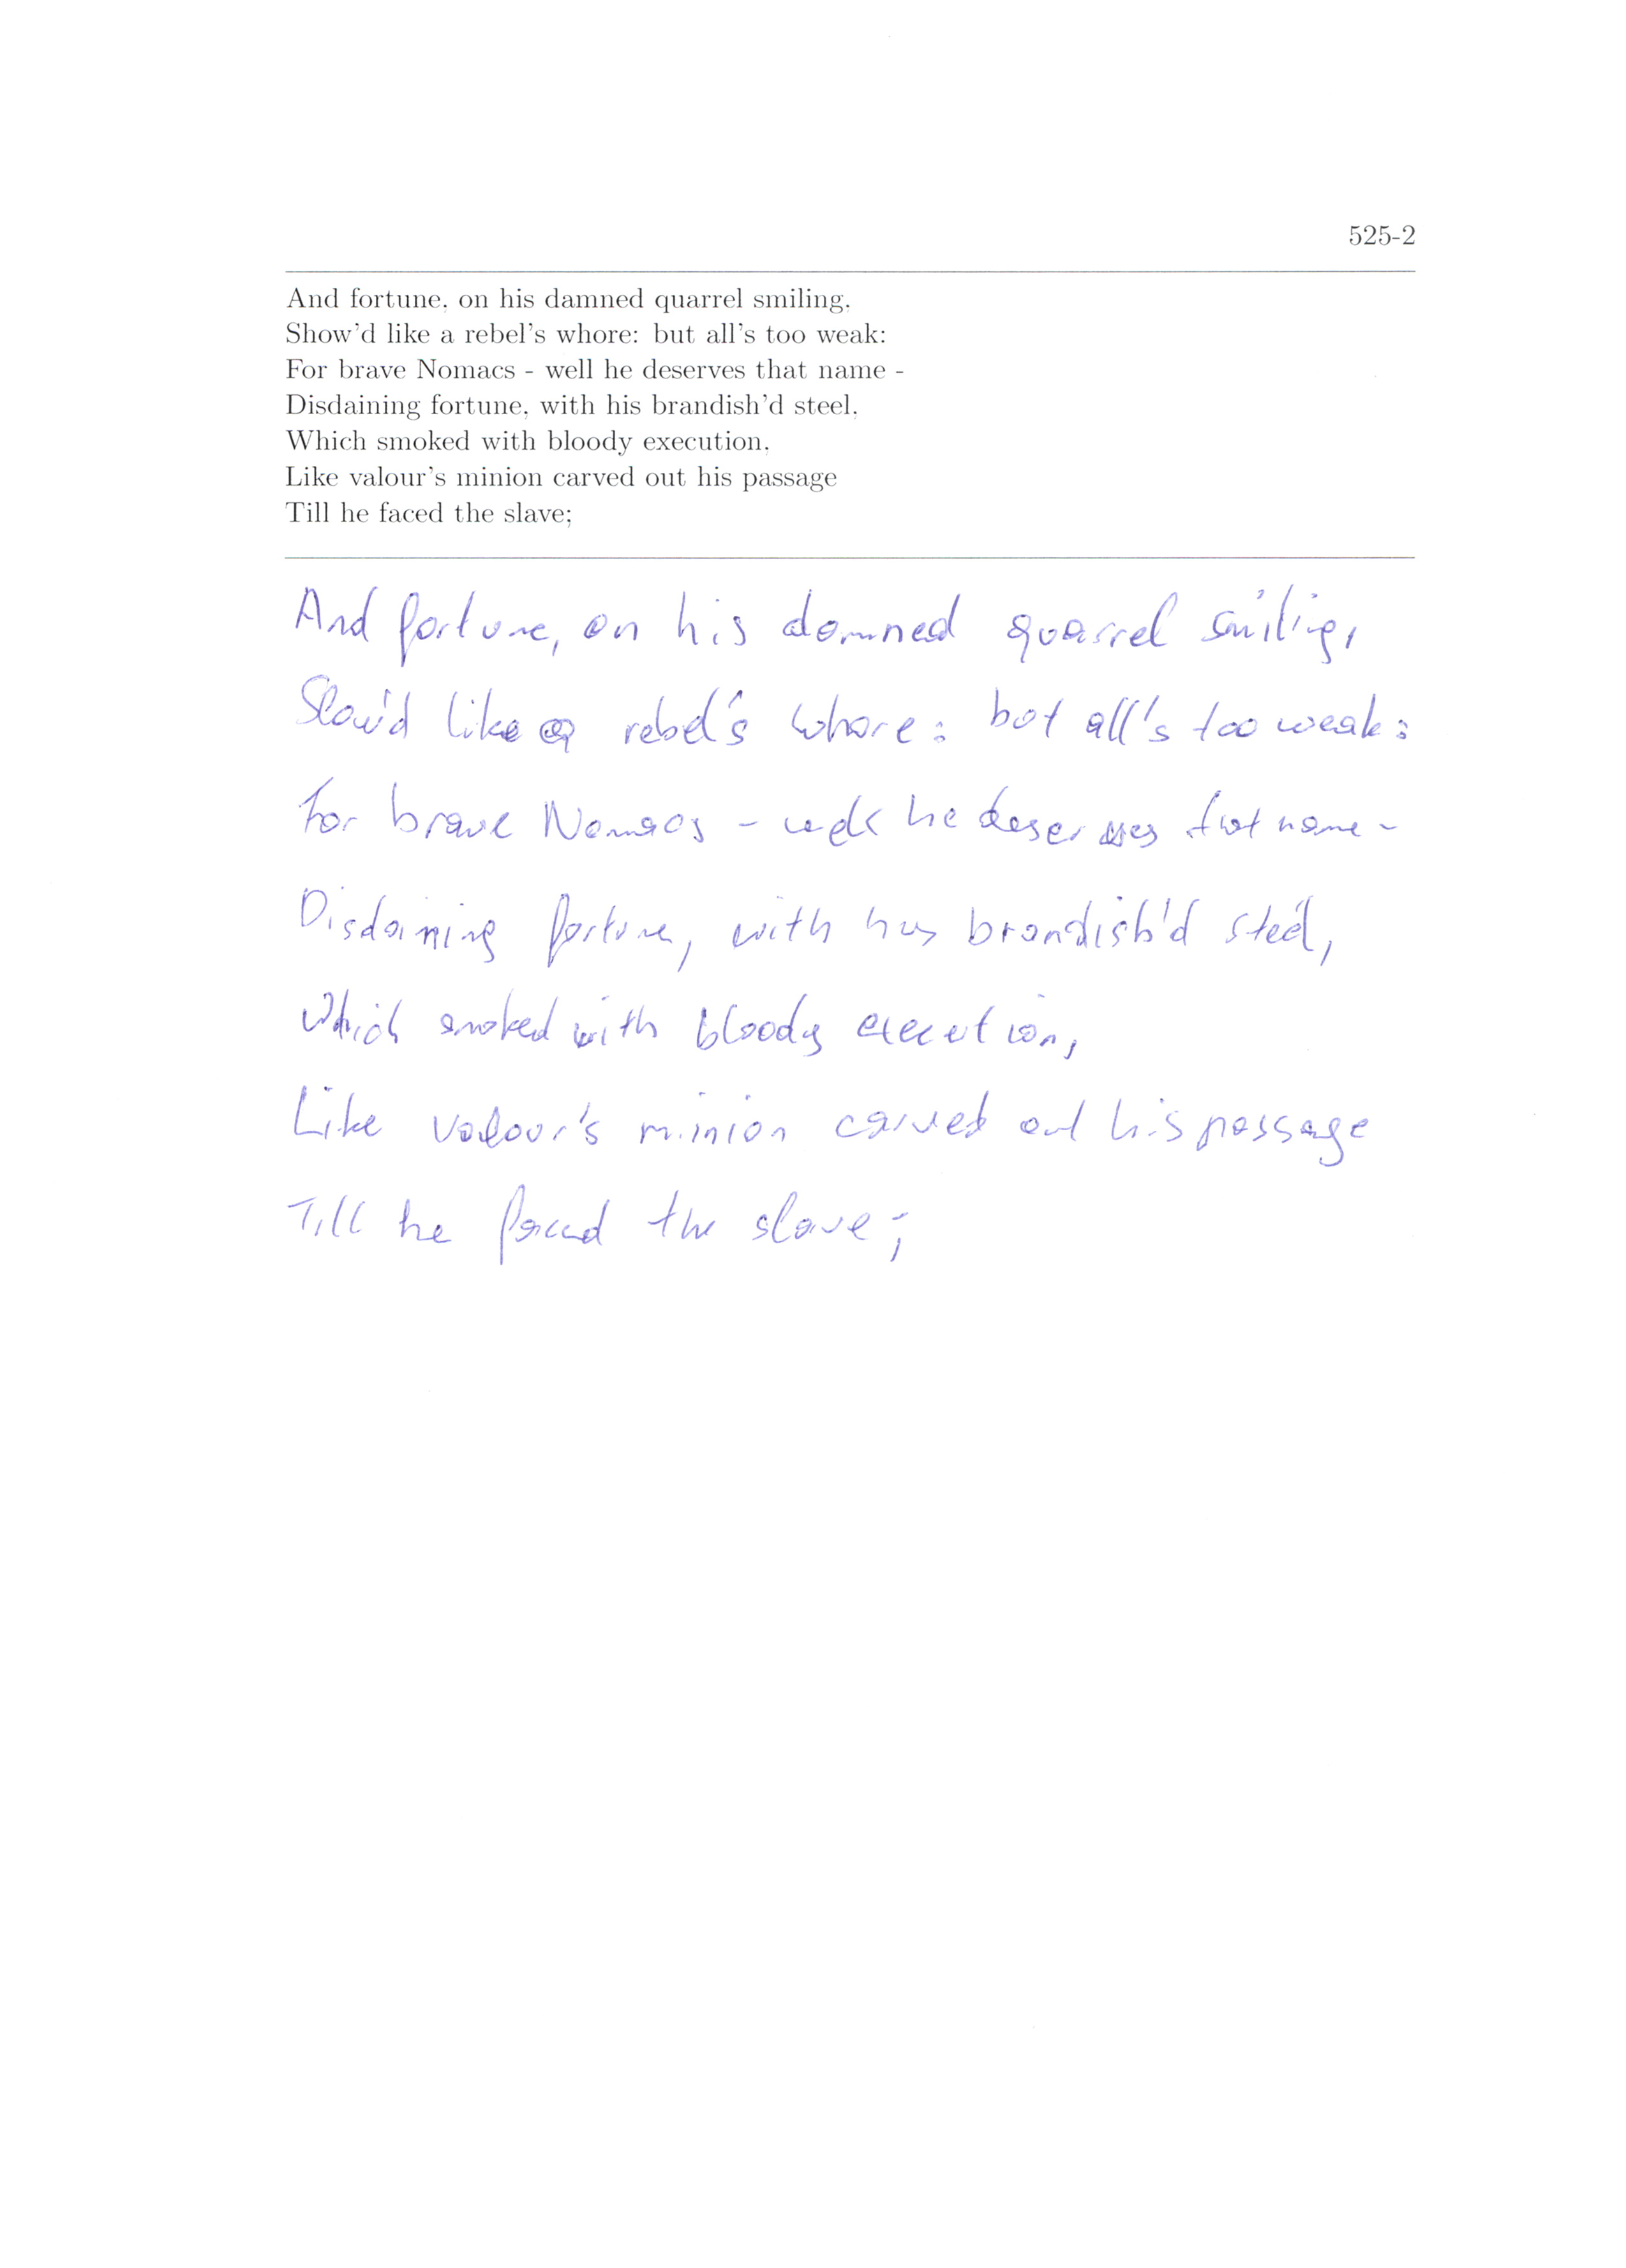 525-2
And fortune, on his damned quarrel smiling,
Show'd like a rebel's whore: but all's too weak:
For brave Nomacs - well he deserves that name -
Disdaining fortune, with his brandish'd steel,
Which smoked with bloody execution,
Like valour's minion carved out his passage
Till he faced the slave;
And fortune, on his damned quarrel smiling,
Show'd like a rebel's whore: but all's too weak:
For brave Nomacs - well he deserves that name -
Disdaining fortune, with his brandish'd steel,
Which smoked with bloody execution,
Like valour's minion carved out his passage
Till he faced the slave;